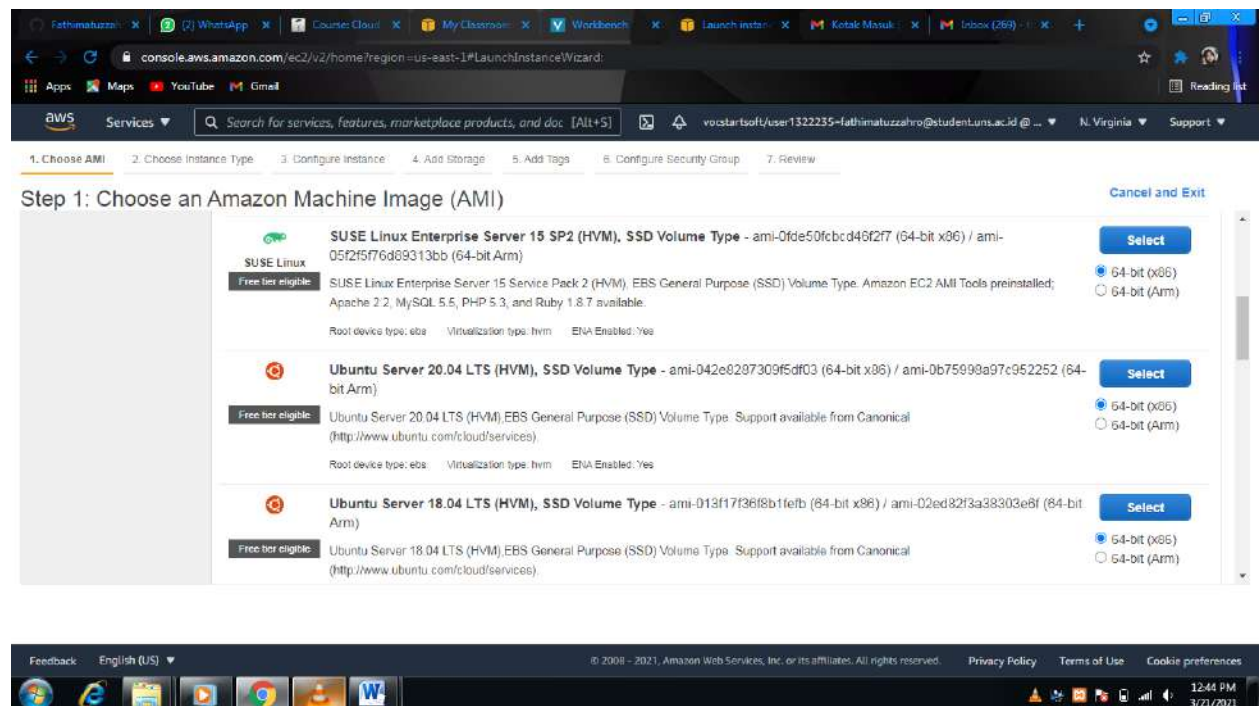 Fathimatuzzah
(2) WhatsApp
Course: Cloud
My Classroom
Workbench
Launch instan
Kotak Masuk
Inbox (269) -
console.aws.amazon.com/ec2/v2/home?region=us-east-1#LaunchInstanceWizard:
Apps Maps YouTube Gmail Reading list
aws Services Search for services, features, marketplace products, and doc [Alt+S] vocstartsoft/user1322235=fathimatuzzahro@student.uns.ac.id @ ... N. Virginia Support
1. Choose AMI 2. Choose Instance Type 3. Configure Instance 4. Add Storage 5. Add Tags 6. Configure Security Group 7. Review
Step 1: Choose an Amazon Machine Image (AMI) Cancel and Exit
SUSE Linux
Free tier eligible
SUSE Linux Enterprise Server 15 SP2 (HVM), SSD Volume Type - ami-0fde50fcbcd46f2f7 (64-bit x86) / ami-
05f2f5f76d89313bb (64-bit Arm)
SUSE Linux Enterprise Server 15 Service Pack 2 (HVM), EBS General Purpose (SSD) Volume Type. Amazon EC2 AMI Tools preinstalled;
Apache 2.2, MySQL 5.5, PHP 5.3, and Ruby 1.8.7 available.
Root device type: ebs Virtualization type: hvm ENA Enabled: Yes
Select
64-bit (x86)
64-bit (Arm)
Free tier eligible
Ubuntu Server 20.04 LTS (HVM), SSD Volume Type - ami-042e8287309f5df03 (64-bit x86) / ami-0b75998a97c952252 (64-
bit Arm)
Ubuntu Server 20.04 LTS (HVM),EBS General Purpose (SSD) Volume Type. Support available from Canonical
(http://www.ubuntu.com/cloud/services).
Root device type: ebs Virtualization type: hvm ENA Enabled: Yes
Select
64-bit (x86)
64-bit (Arm)
Free tier eligible
Ubuntu Server 18.04 LTS (HVM), SSD Volume Type - ami-013f17f36f8b1fefb (64-bit x86) / ami-02ed82f3a38303e6f (64-bit
Arm)
Ubuntu Server 18.04 LTS (HVM),EBS General Purpose (SSD) Volume Type. Support available from Canonical
(http://www.ubuntu.com/cloud/services).
Select
64-bit (x86)
64-bit (Arm)
Feedback English (US) © 2008 - 2021, Amazon Web Services, Inc. or its affiliates. All rights reserved. Privacy Policy Terms of Use Cookie preferences
12:44 PM
3/21/2021